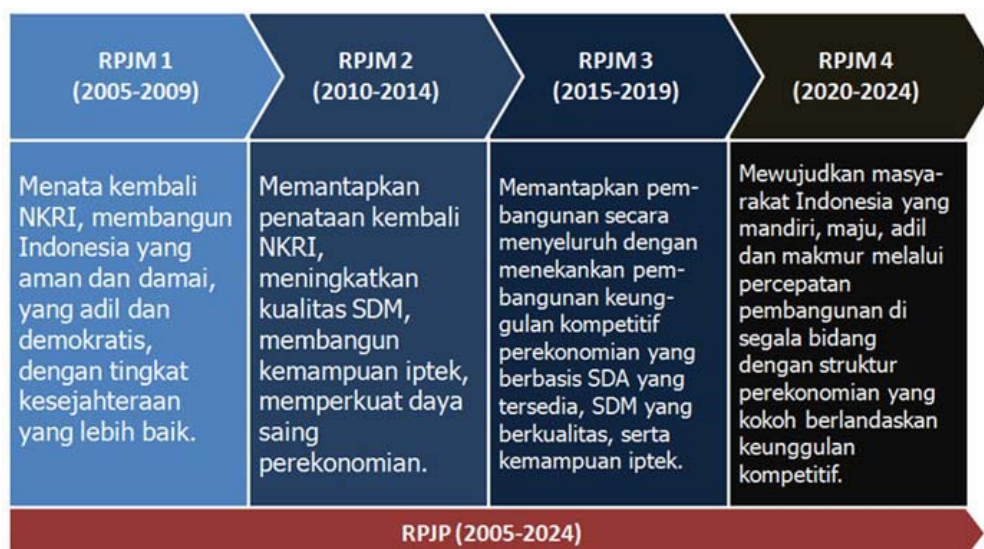 RPJM 1
(2005-2009)
RPJM 2
(2010-2014)
RPJM 3
(2015-2019)
RPJM 4
(2020-2024)
Menata kembali
NKRI, membangun
Indonesia yang
aman dan damai,
yang adil dan
demokratis,
dengan tingkat
kesejahteraan
yang lebih baik.
Memantapkan
penataan kembali
NKRI,
meningkatkan
kualitas SDM,
membangun
kemampuan iptek,
memperkuat daya
saing
perekonomian.
Memantapkan pem-
bangunan secara
menyeluruh dengan
menekankan pem-
bangunan keung-
gulan kompetitif
perekonomian yang
berbasis SDA yang
tersedia, SDM yang
berkualitas, serta
kemampuan iptek.
Mewujudkan masya-
rakat Indonesia yang
mandiri, maju, adil
dan makmur melalui
percepatan
pembangunan di
segala bidang
dengan struktur
perekonomian yang
kokoh berlandaskan
keunggulan
kompetitif.
RPJP (2005-2024)